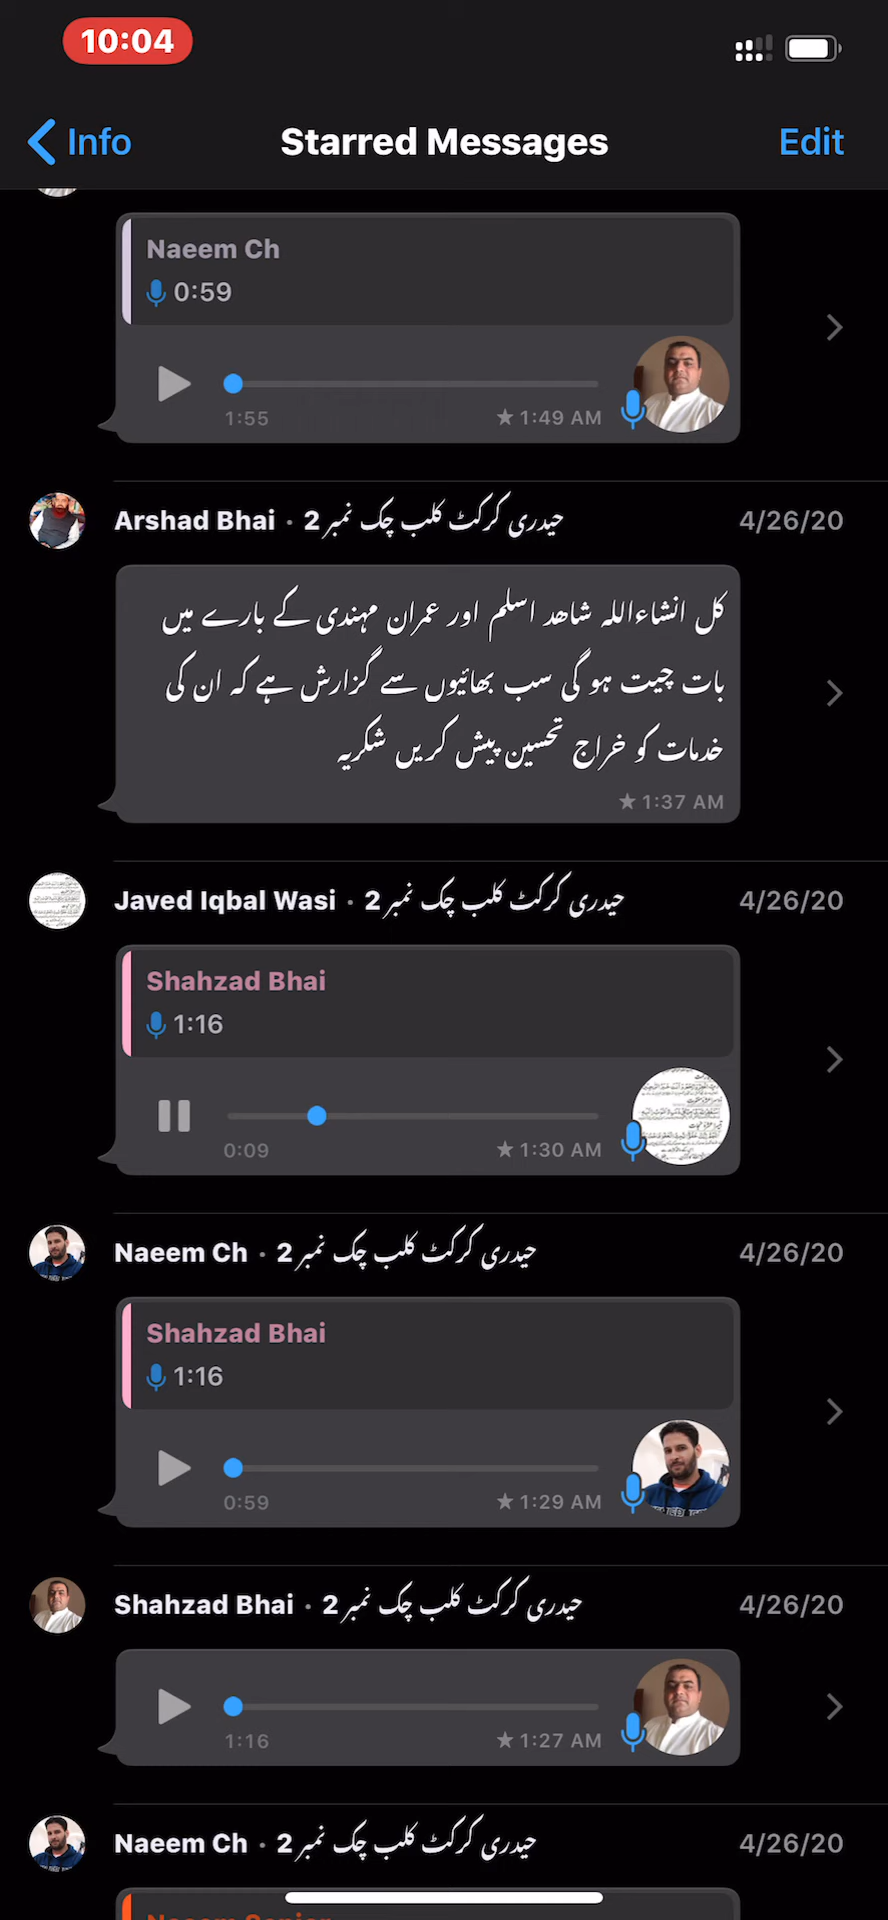 10:04
Info
Starred Messages
Edit
Naeem Ch
0:59
1:55
1:49 AM
Arshad Bhai · حیدری کرکٹ کلب چک نمبر 2
4/26/20
کل انشاءاللہ شاھد اسلم اور عمران مہندی کے بارے میں
بات چیت ہو گی سب بھائیوں سے گزارش ہے کہ ان کی
خدمات کو خراج تحسین پیش کریں شکریہ
1:37 AM
Javed Iqbal Wasi · حیدری کرکٹ کلب چک نمبر 2
4/26/20
Shahzad Bhai
1:16
0:09
1:30 AM
Naeem Ch · حیدری کرکٹ کلب چک نمبر 2
4/26/20
Shahzad Bhai
1:16
0:59
1:29 AM
Shahzad Bhai · حیدری کرکٹ کلب چک نمبر 2
4/26/20
1:16
1:27 AM
Naeem Ch · حیدری کرکٹ کلب چک نمبر 2
4/26/20